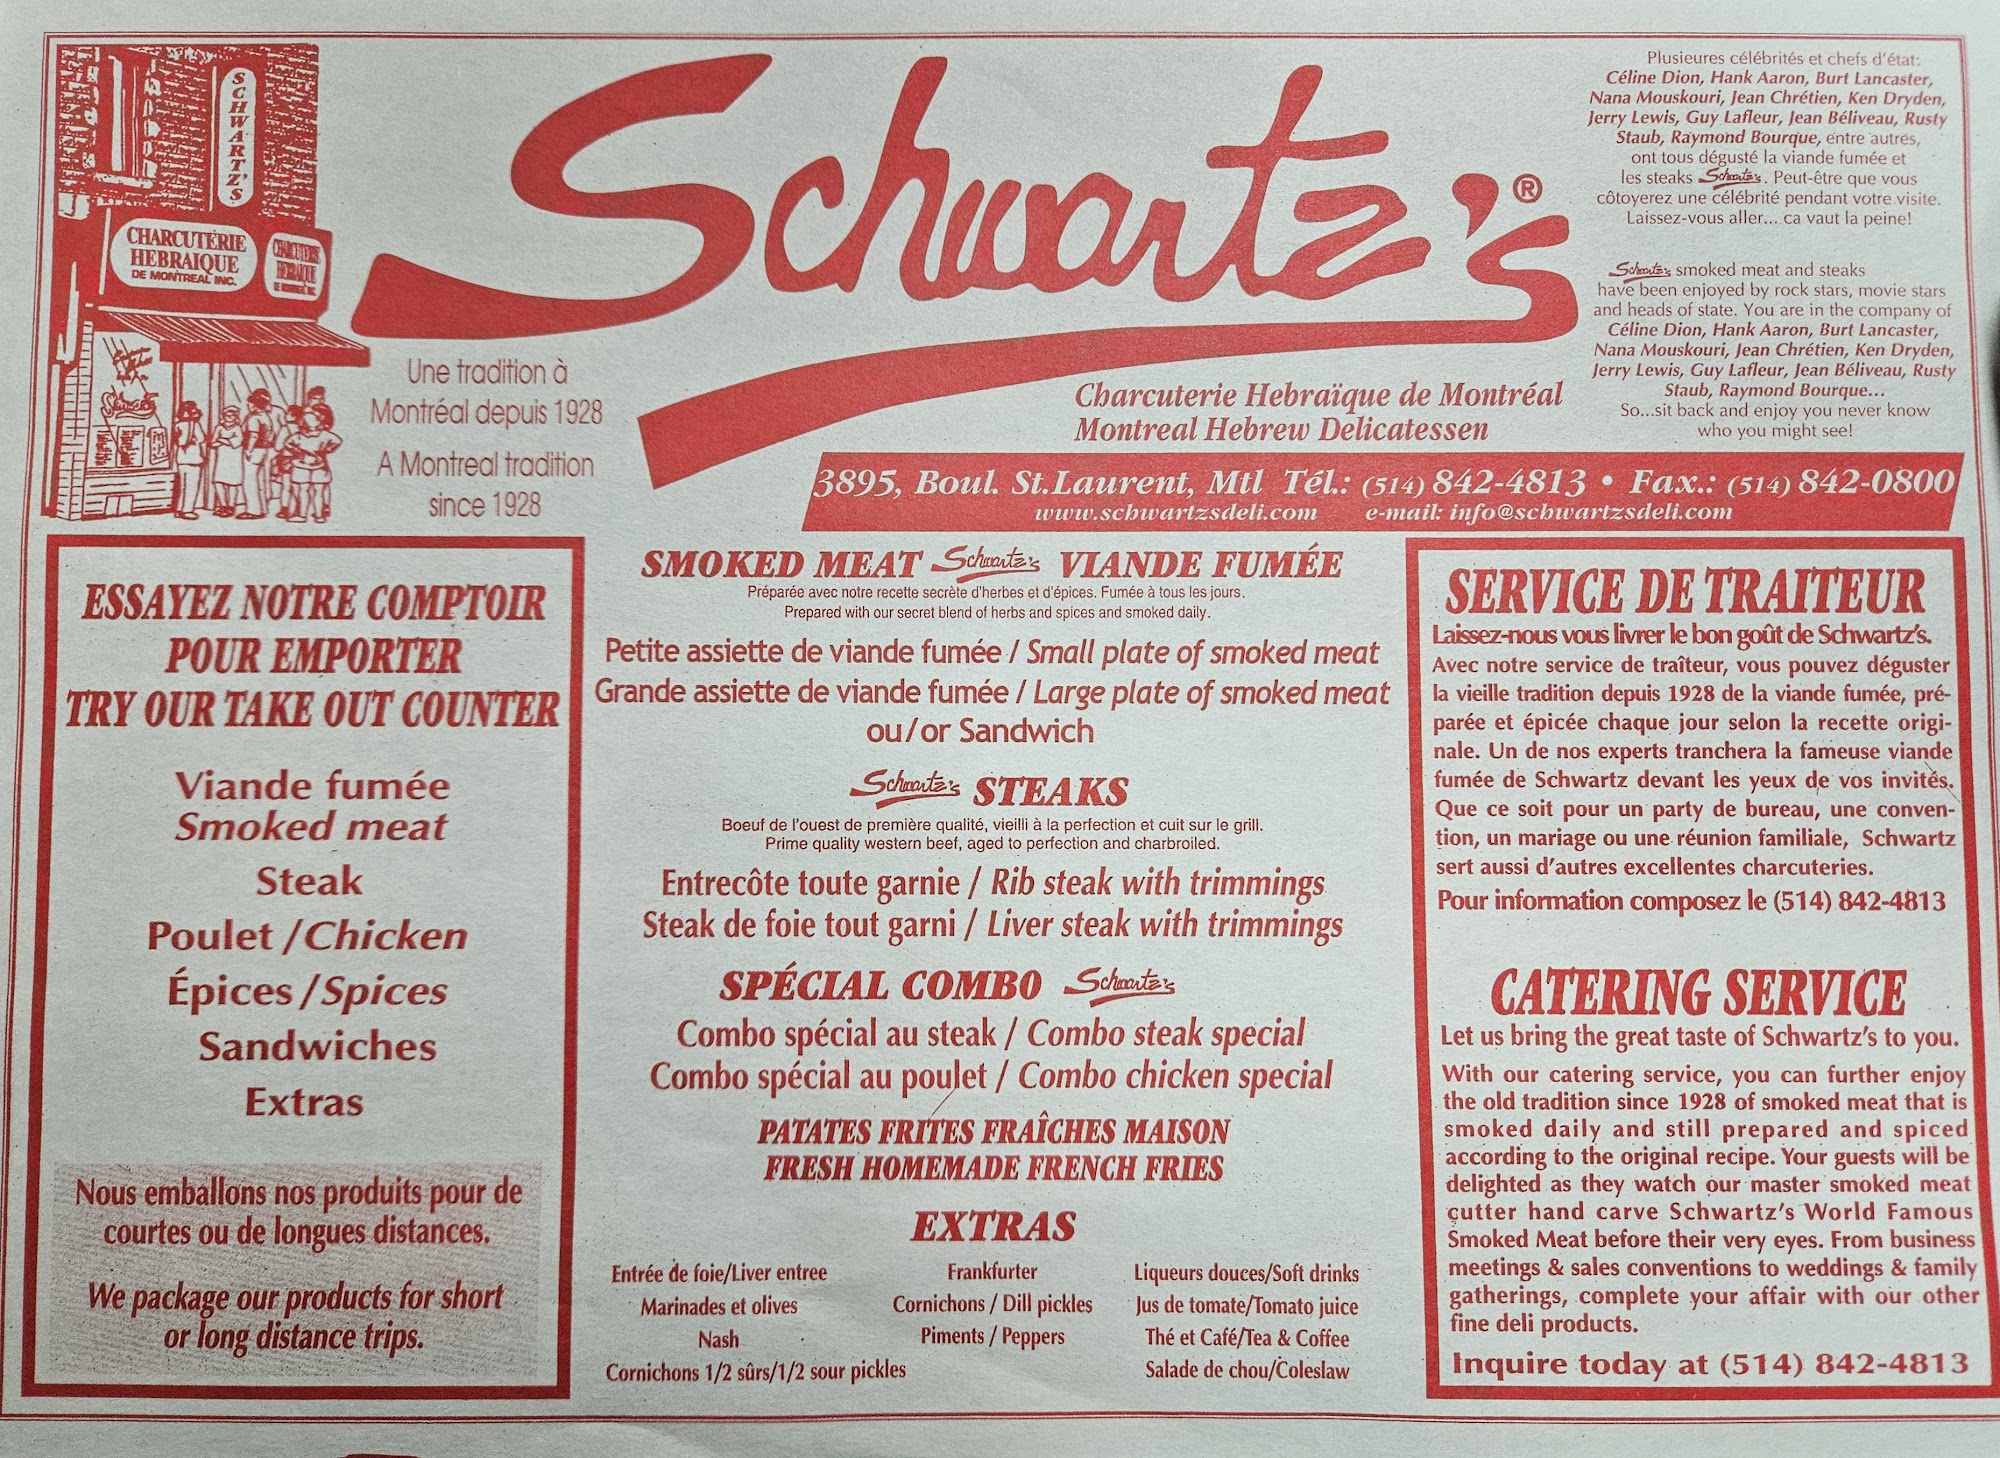 SCHWARTZ'S
CHARCUTERIE
HEBRAIQUE
DE MONTREAL INC.
CHARCUTERIE
HEBRAIQUE
DE MONTREAL INC.
Schwartz's®
Une tradition à
Montréal depuis 1928
A Montreal tradition
since 1928
Charcuterie Hebraïque de Montréal
Montreal Hebrew Delicatessen
3895, Boul. St.Laurent, Mtl Tél.: (514) 842-4813 • Fax.: (514) 842-0800
www.schwartzsdeli.com e-mail: info@schwartzsdeli.com
Plusieures célébrités et chefs d'état:
Céline Dion, Hank Aaron, Burt Lancaster,
Nana Mouskouri, Jean Chrétien, Ken Dryden,
Jerry Lewis, Guy Lafleur, Jean Béliveau, Rusty
Staub, Raymond Bourque, entre autres,
ont tous dégusté la viande fumée et
les steaks Schwartz's. Peut-être que vous
côtoyerez une célébrité pendant votre visite.
Laissez-vous aller... ca vaut la peine!
Schwartz's smoked meat and steaks
have been enjoyed by rock stars, movie stars
and heads of state. You are in the company of
Céline Dion, Hank Aaron, Burt Lancaster,
Nana Mouskouri, Jean Chrétien, Ken Dryden,
Jerry Lewis, Guy Lafleur, Jean Béliveau, Rusty
Staub, Raymond Bourque...
So...sit back and enjoy you never know
who you might see!
ESSAYEZ NOTRE COMPTOIR
POUR EMPORTER
TRY OUR TAKE OUT COUNTER
Viande fumée
Smoked meat
Steak
Poulet /Chicken
Épices /Spices
Sandwiches
Extras
Nous emballons nos produits pour de
courtes ou de longues distances.
We package our products for short
or long distance trips.
SMOKED MEAT Schwartz's VIANDE FUMÉE
Préparée avec notre recette secrète d'herbes et d'épices. Fumée à tous les jours.
Prepared with our secret blend of herbs and spices and smoked daily.
Petite assiette de viande fumée / Small plate of smoked meat
Grande assiette de viande fumée / Large plate of smoked meat
ou/or Sandwich
Schwartz's STEAKS
Boeuf de l'ouest de première qualité, vieilli à la perfection et cuit sur le grill.
Prime quality western beef, aged to perfection and charbroiled.
Entrecôte toute garnie / Rib steak with trimmings
Steak de foie tout garni / Liver steak with trimmings
SPÉCIAL COMBO Schwartz's
Combo spécial au steak / Combo steak special
Combo spécial au poulet / Combo chicken special
PATATES FRITES FRAÎCHES MAISON
FRESH HOMEMADE FRENCH FRIES
EXTRAS
Entrée de foie/Liver entree Frankfurter Liqueurs douces/Soft drinks
Marinades et olives Cornichons / Dill pickles Jus de tomate/Tomato juice
Nash Piments / Peppers Thé et Café/Tea & Coffee
Cornichons 1/2 sûrs/1/2 sour pickles Salade de chou/Coleslaw
SERVICE DE TRAITEUR
Laissez-nous vous livrer le bon goût de Schwartz's.
Avec notre service de traîteur, vous pouvez déguster
la vieille tradition depuis 1928 de la viande fumée, pré-
parée et épicée chaque jour selon la recette origi-
nale. Un de nos experts tranchera la fameuse viande
fumée de Schwartz devant les yeux de vos invités.
Que ce soit pour un party de bureau, une conven-
tion, un mariage ou une réunion familiale, Schwartz
sert aussi d'autres excellentes charcuteries.
Pour information composez le (514) 842-4813
CATERING SERVICE
Let us bring the great taste of Schwartz's to you.
With our catering service, you can further enjoy
the old tradition since 1928 of smoked meat that is
smoked daily and still prepared and spiced
according to the original recipe. Your guests will be
delighted as they watch our master smoked meat
cutter hand carve Schwartz's World Famous
Smoked Meat before their very eyes. From business
meetings & sales conventions to weddings & family
gatherings, complete your affair with our other
fine deli products.
Inquire today at (514) 842-4813